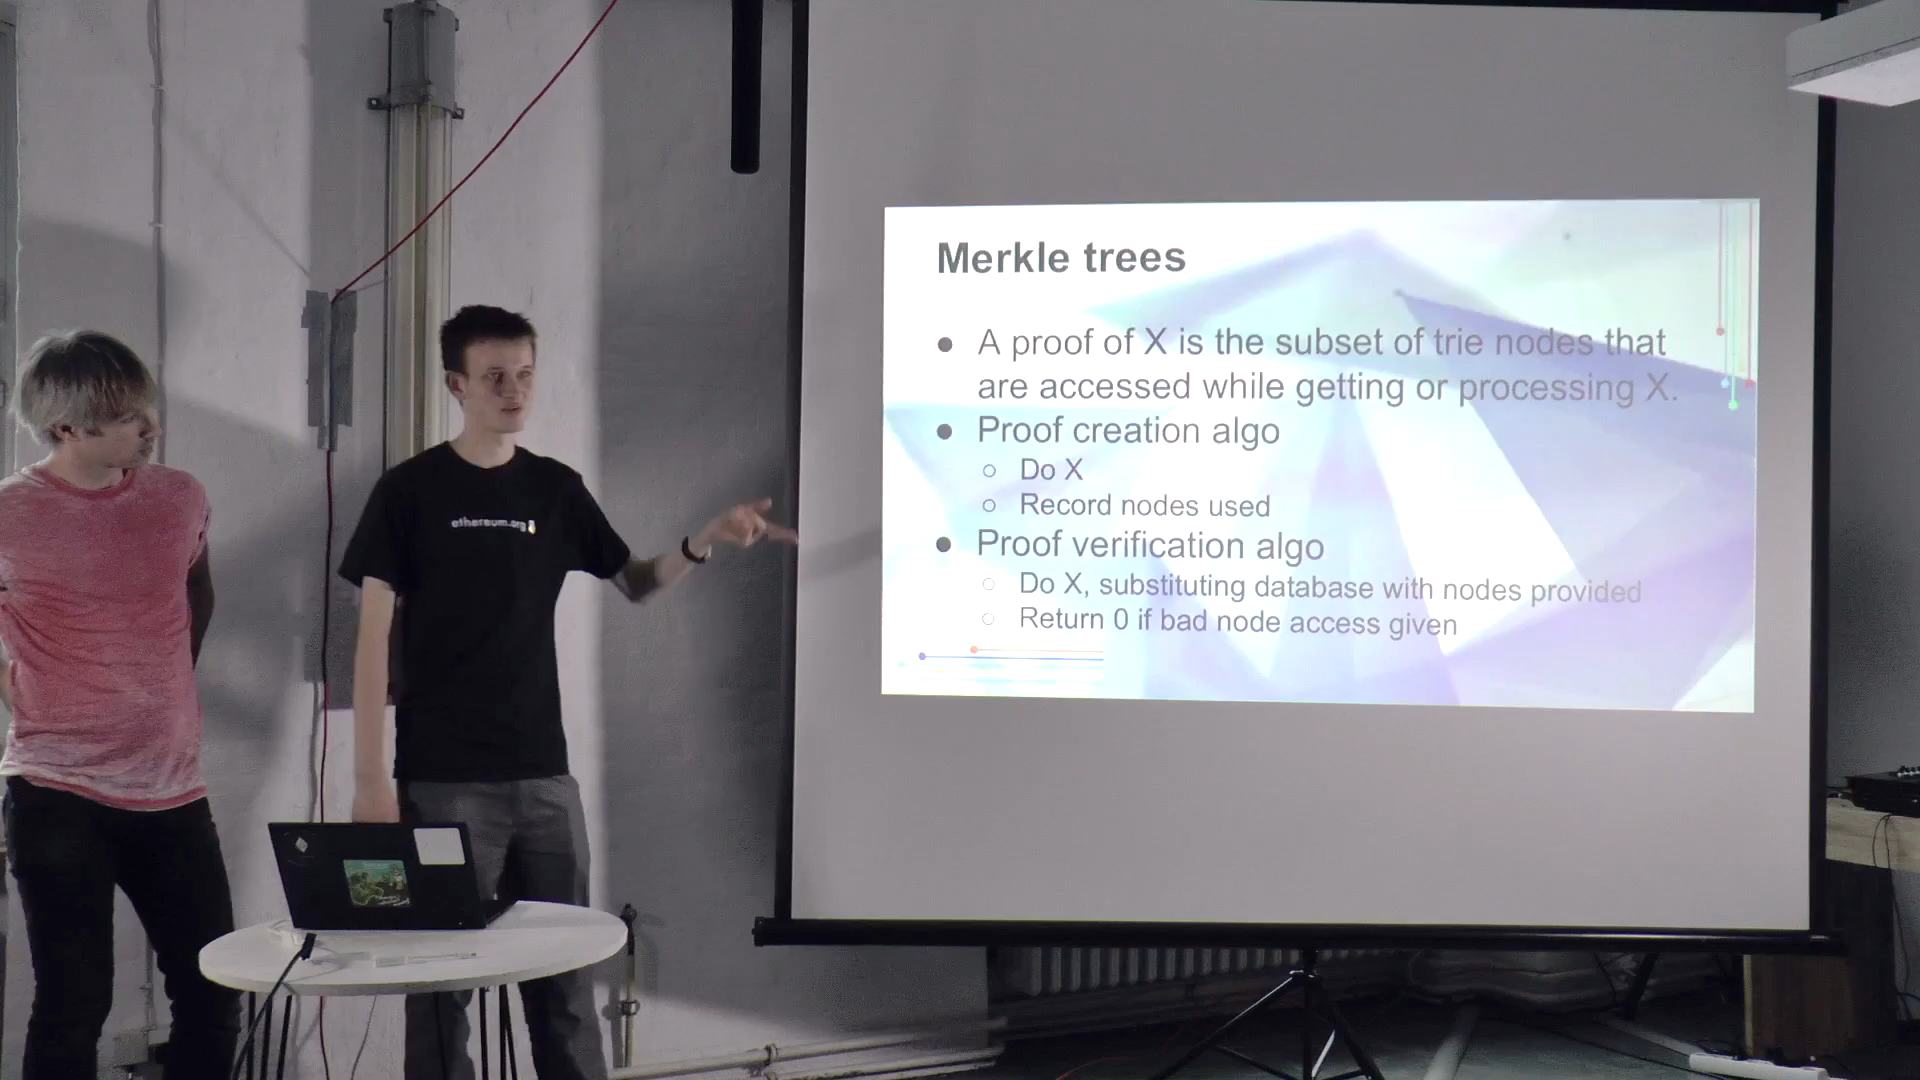 ethereum.org
Merkle trees
● A proof of X is the subset of trie nodes that
are accessed while getting or processing X.
● Proof creation algo
○ Do X
○ Record nodes used
● Proof verification algo
○ Do X, substituting database with nodes provided
○ Return 0 if bad node access given